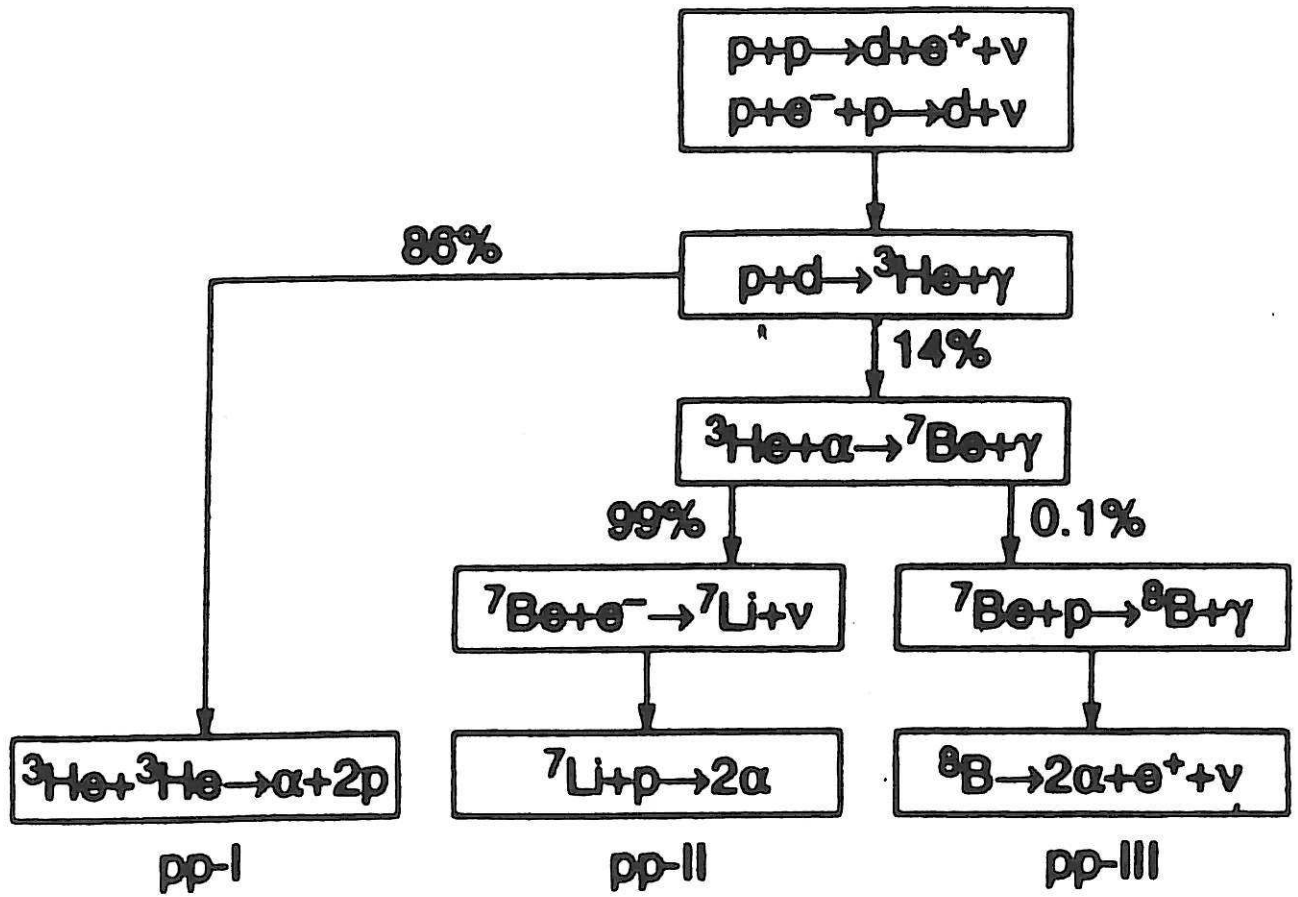 p+p→d+e⁺+ν
p+e⁻+p→d+ν
86%
p+d→³He+γ
14%
³He+α→⁷Be+γ
99%
0.1%
⁷Be+e⁻→⁷Li+ν
⁷Be+p→⁸B+γ
³He+³He→α+2p
⁷Li+p→2α
⁸B→2α+e⁺+ν
pp-I
pp-II
pp-III